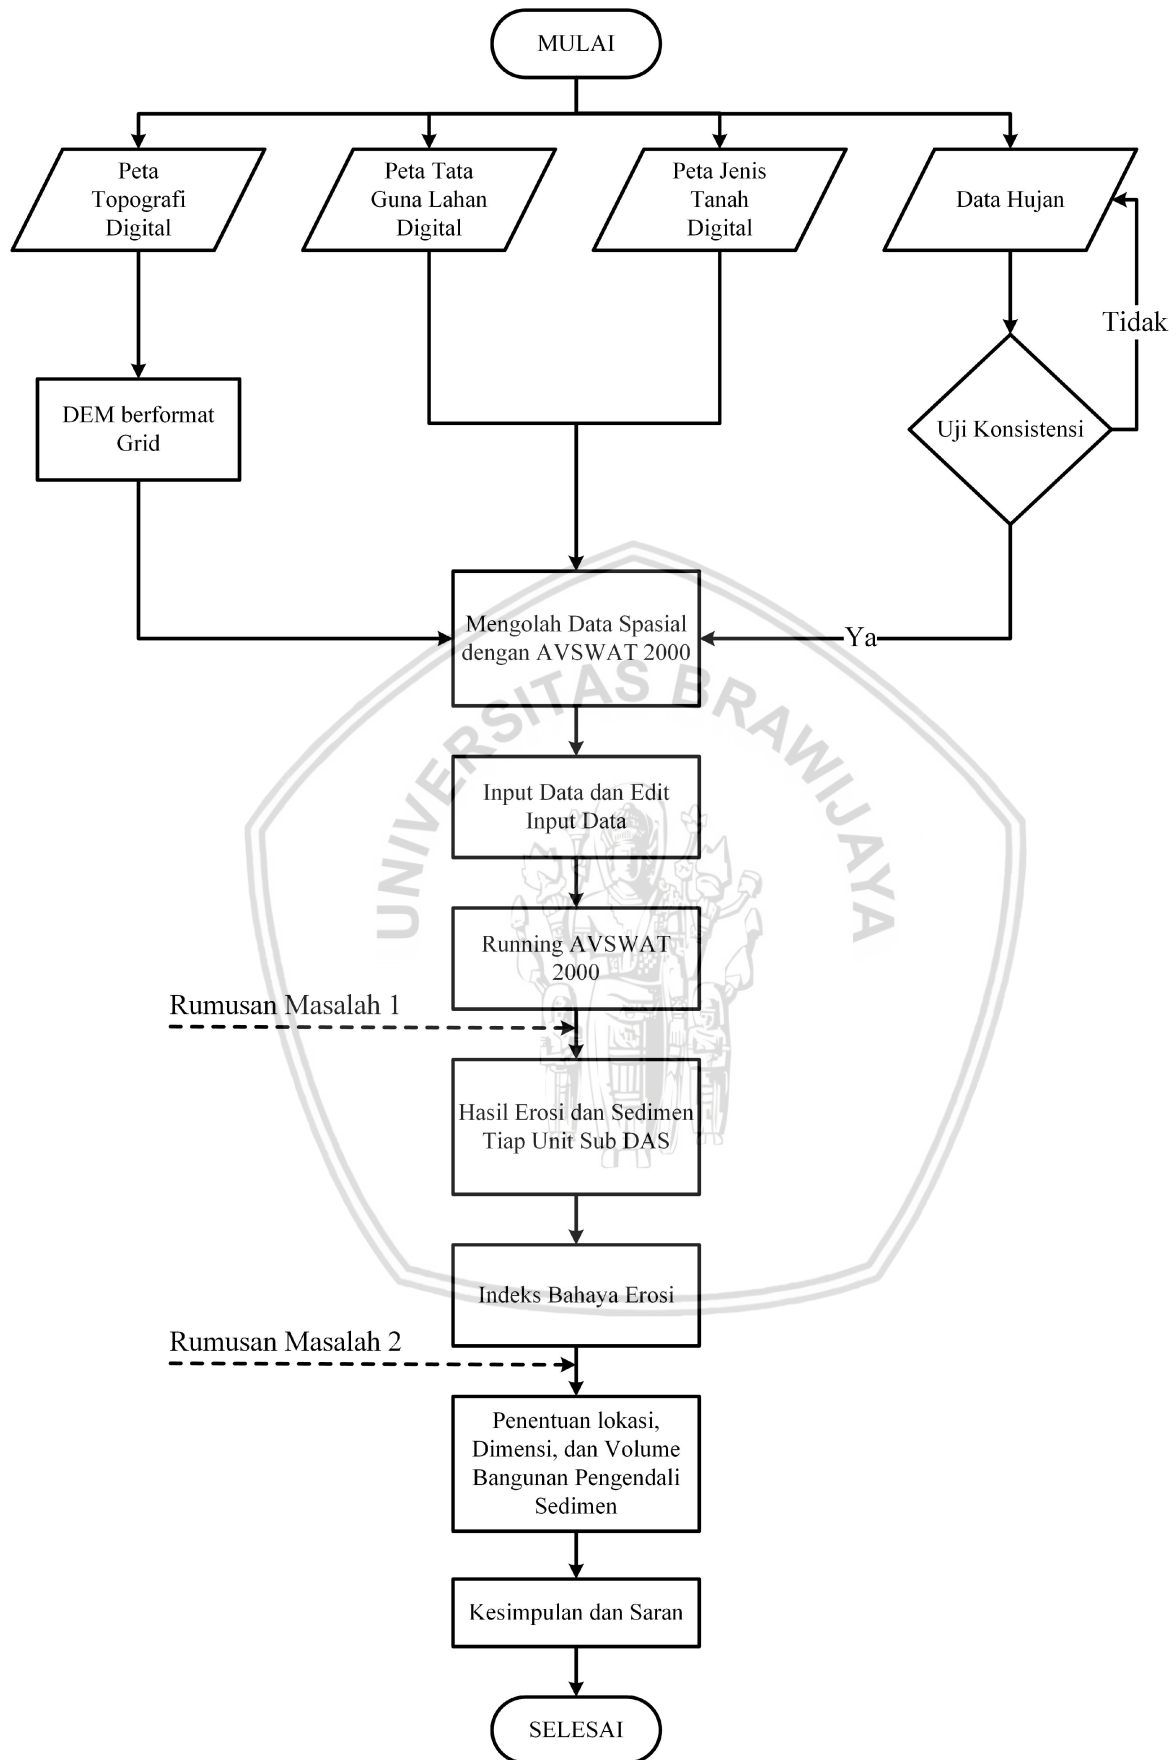 MULAI
Peta
Topografi
Digital
Peta Tata
Guna Lahan
Digital
Peta Jenis
Tanah
Digital
Data Hujan
Tidak
DEM berformat
Grid
Uji Konsistensi
Mengolah Data Spasial
dengan AVSWAT 2000
Ya
UNIVERSITAS BRAWIJAYA
Input Data dan Edit
Input Data
Running AVSWAT
2000
Rumusan Masalah 1
Hasil Erosi dan Sedimen
Tiap Unit Sub DAS
Indeks Bahaya Erosi
Rumusan Masalah 2
Penentuan lokasi,
Dimensi, dan Volume
Bangunan Pengendali
Sedimen
Kesimpulan dan Saran
SELESAI